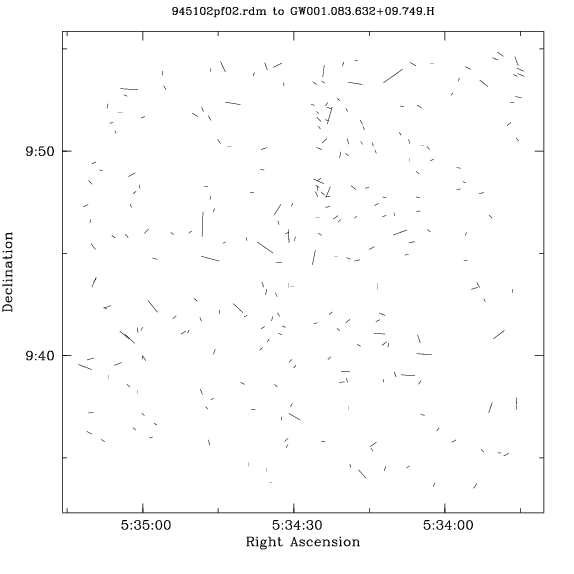 945102pf02.rdm to GW001.083.632+09.749.H
9:50
Declination
9:40
5:35:00 5:34:30 5:34:00
Right Ascension